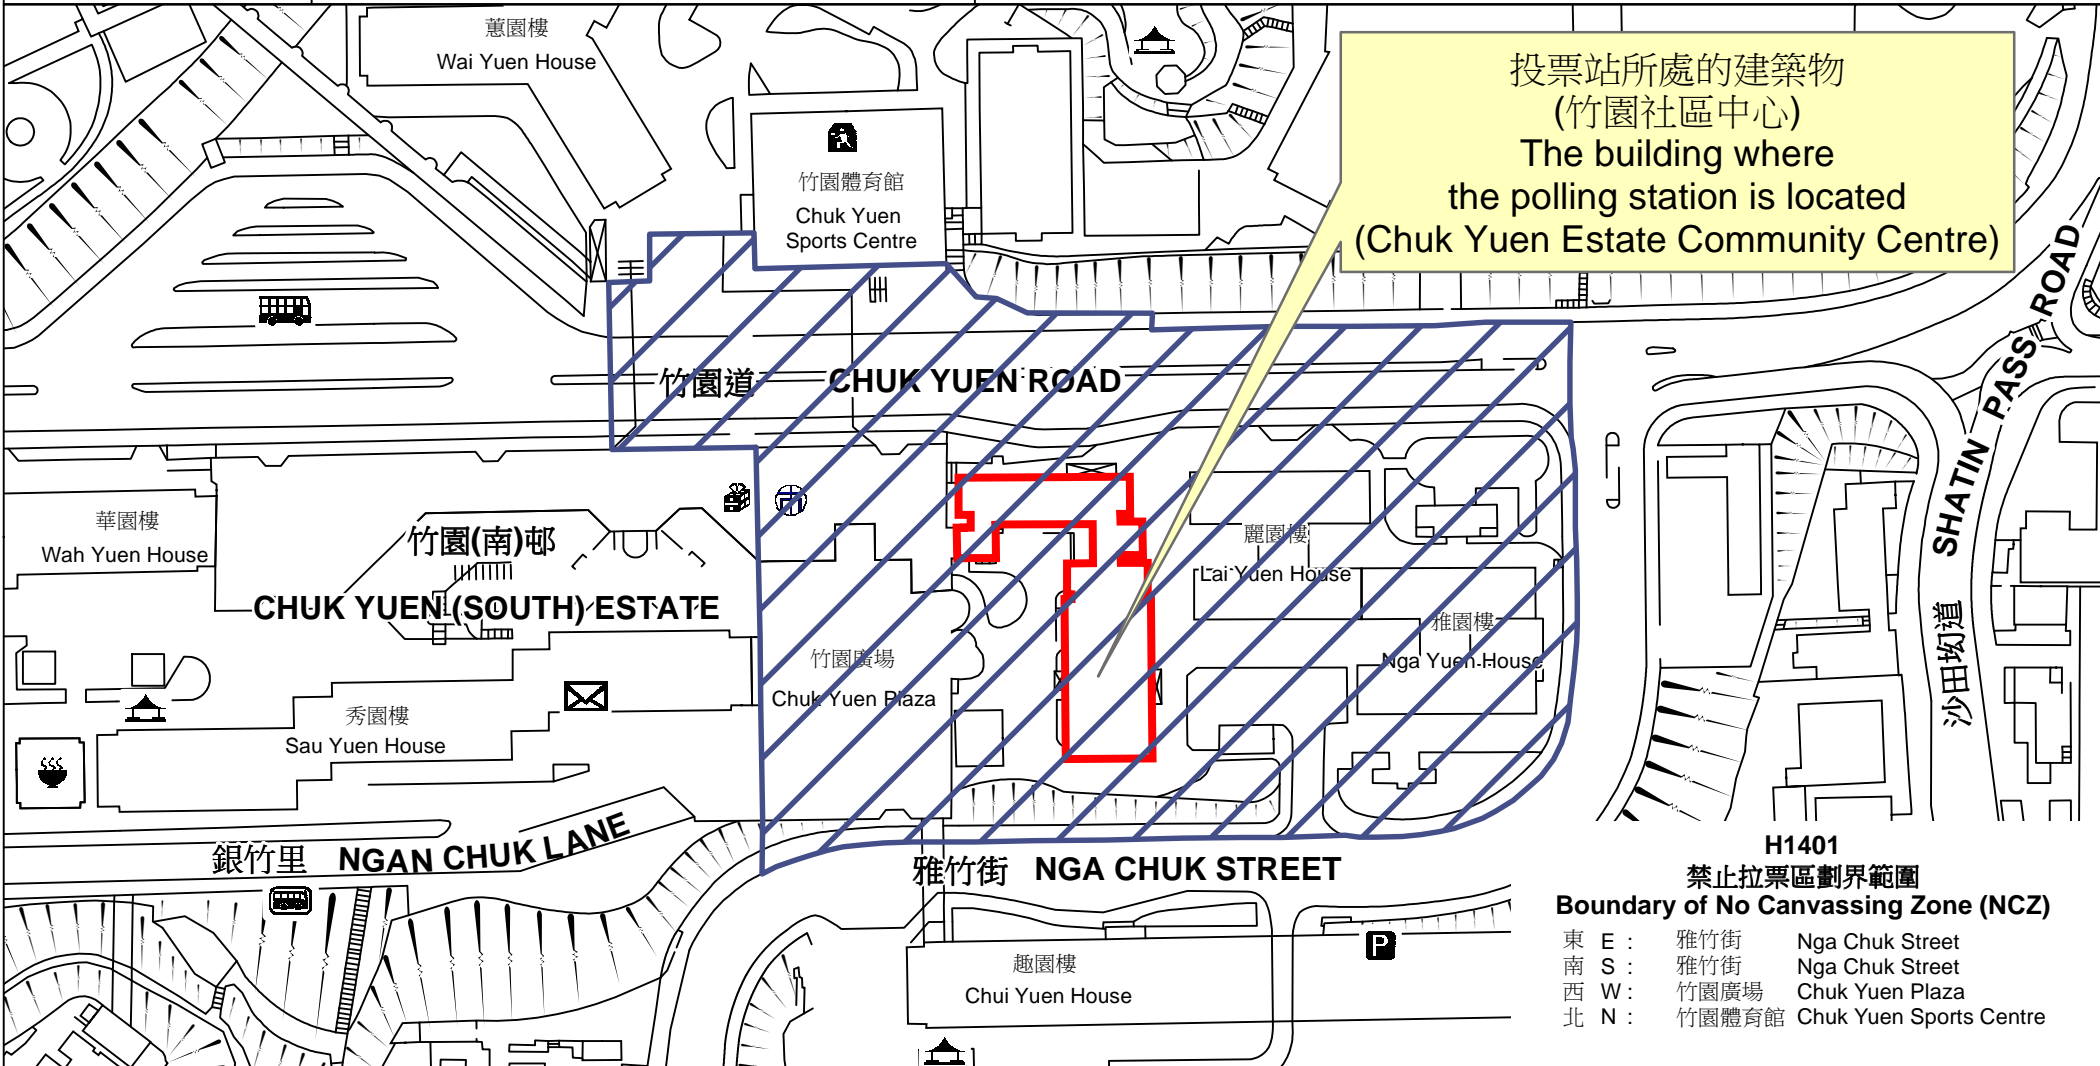 蕙園樓
Wai Yuen House
投票站所處的建築物
(竹園社區中心)
The building where
the polling station is located
(Chuk Yuen Estate Community Centre)
竹園體育館
Chuk Yuen
Sports Centre
竹園道 CHUK YUEN ROAD
SHATIN PASS ROAD
沙田坳道
華園樓
Wah Yuen House
竹園(南)邨
CHUK YUEN (SOUTH) ESTATE
麗園樓
Lai Yuen House
雅園樓
Nga Yuen House
竹園廣場
Chuk Yuen Plaza
秀園樓
Sau Yuen House
銀竹里 NGAN CHUK LANE
雅竹街 NGA CHUK STREET
趣園樓
Chui Yuen House
P
H1401
禁止拉票區劃界範圍
Boundary of No Canvassing Zone (NCZ)
東 E : 雅竹街 Nga Chuk Street
南 S : 雅竹街 Nga Chuk Street
西 W : 竹園廣場 Chuk Yuen Plaza
北 N : 竹園體育館 Chuk Yuen Sports Centre